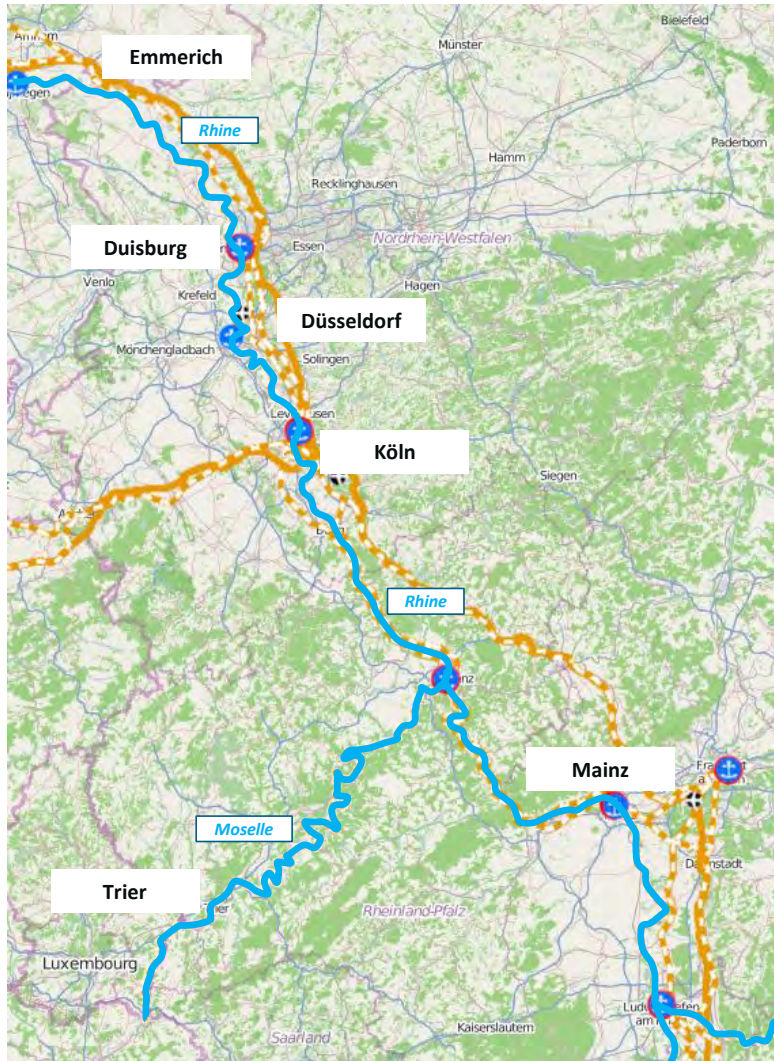 Bielefeld
Emmerich
Münster
Rhine
Paderborn
Hamm
Recklinghausen
Nordrhein-Westfalen
Duisburg
Essen
Venlo
Krefeld
Hagen
Düsseldorf
Mönchengladbach
Solingen
Köln
Siegen
Rhine
Mainz
Moselle
Trier
Rheinland-Pfalz
Luxembourg
Kaiserslautern
Saarland